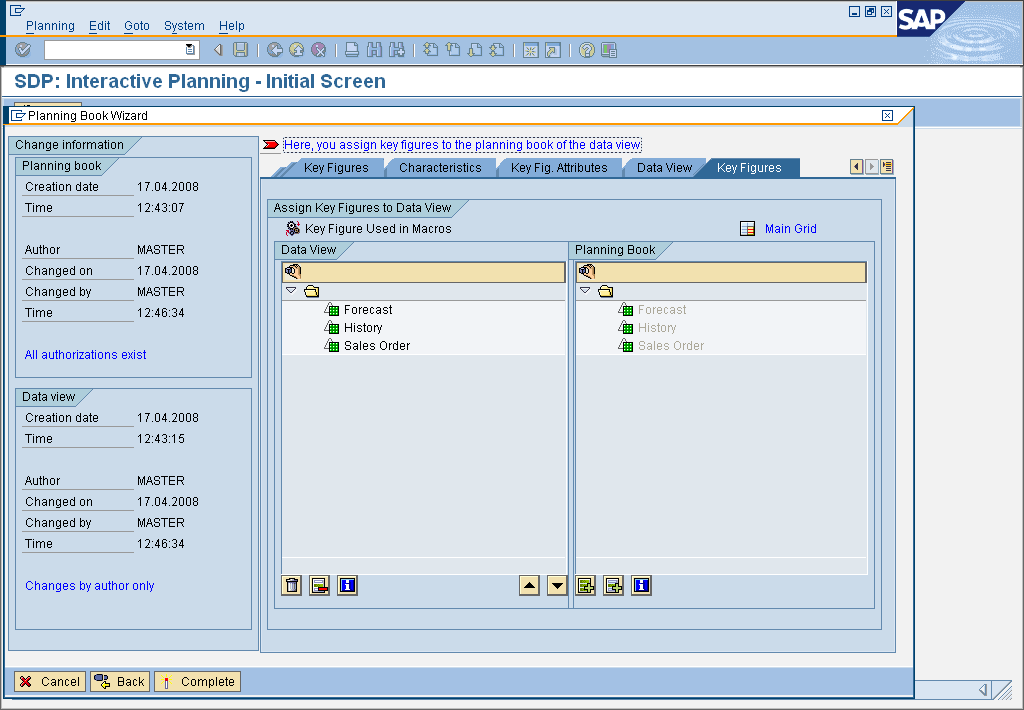 Planning Edit Goto System Help
SAP
SDP: Interactive Planning - Initial Screen
Planning Book Wizard
Change information
Planning book
Creation date 17.04.2008
Time 12:43:07
Author MASTER
Changed on 17.04.2008
Changed by MASTER
Time 12:46:34
All authorizations exist
Data view
Creation date 17.04.2008
Time 12:43:15
Author MASTER
Changed on 17.04.2008
Changed by MASTER
Time 12:46:34
Changes by author only
Here, you assign key figures to the planning book of the data view
Key Figures Characteristics Key Fig. Attributes Data View Key Figures
Assign Key Figures to Data View
Key Figure Used in Macros Main Grid
Data View
Forecast
History
Sales Order
Planning Book
Forecast
History
Sales Order
Cancel Back Complete